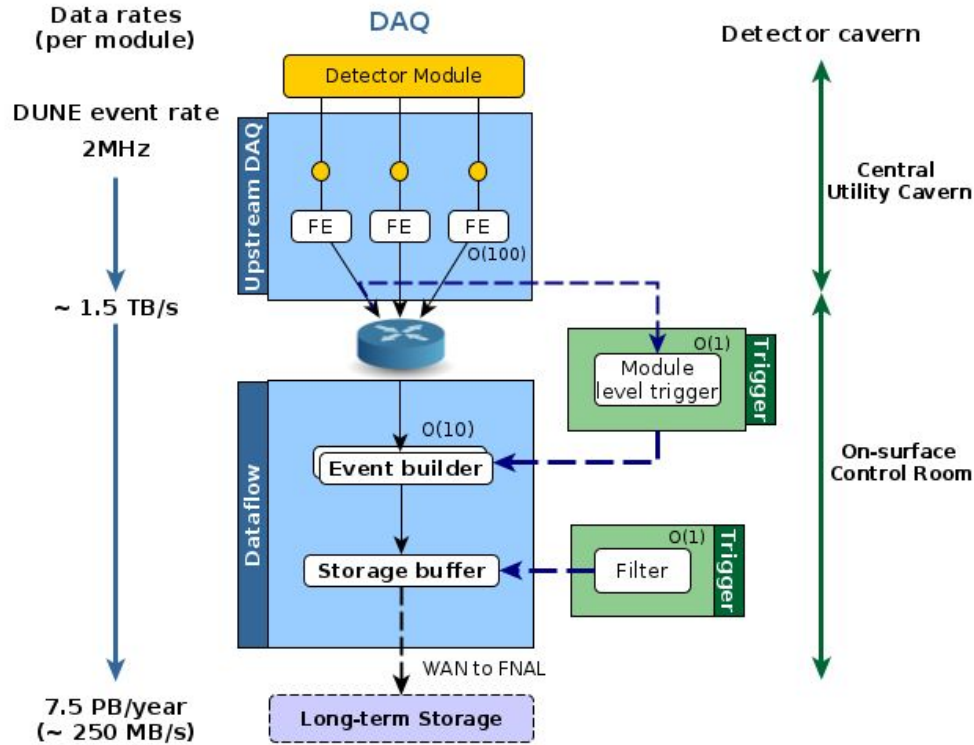 Data rates
(per module)
DAQ
Detector cavern
Detector Module
DUNE event rate
2MHz
Upstream DAQ
FE
FE
FE
O(100)
Central
Utility Cavern
~ 1.5 TB/s
O(1)
Module
level trigger
Trigger
O(10)
Event builder
On-surface
Control Room
Dataflow
O(1)
Storage buffer
Filter
Trigger
WAN to FNAL
7.5 PB/year
(~ 250 MB/s)
Long-term Storage